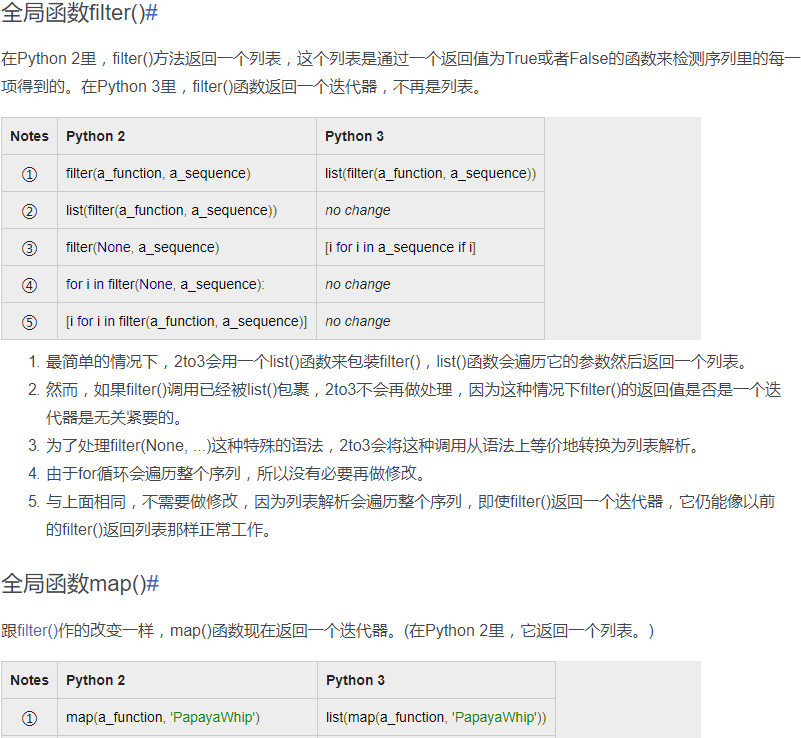 全局函数filter()#
在Python 2里，filter()方法返回一个列表，这个列表是通过一个返回值为True或者False的函数来检测序列里的每一
项得到的。在Python 3里，filter()函数返回一个迭代器，不再是列表。
Notes Python 2 Python 3
① filter(a_function, a_sequence) list(filter(a_function, a_sequence))
② list(filter(a_function, a_sequence)) no change
③ filter(None, a_sequence) [i for i in a_sequence if i]
④ for i in filter(None, a_sequence): no change
⑤ [i for i in filter(a_function, a_sequence)] no change
1. 最简单的情况下，2to3会用一个list()函数来包装filter()，list()函数会遍历它的参数然后返回一个列表。
2. 然而，如果filter()调用已经被list()包裹，2to3不会再做处理，因为这种情况下filter()的返回值是否是一个迭
代器是无关紧要的。
3. 为了处理filter(None, ...)这种特殊的语法，2to3会将这种调用从语法上等价地转换为列表解析。
4. 由于for循环会遍历整个序列，所以没有必要再做修改。
5. 与上面相同，不需要做修改，因为列表解析会遍历整个序列，即使filter()返回一个迭代器，它仍能像以前
的filter()返回列表那样正常工作。
全局函数map()#
跟filter()作的改变一样，map()函数现在返回一个迭代器。(在Python 2里，它返回一个列表。)
Notes Python 2 Python 3
① map(a_function, 'PapayaWhip') list(map(a_function, 'PapayaWhip'))